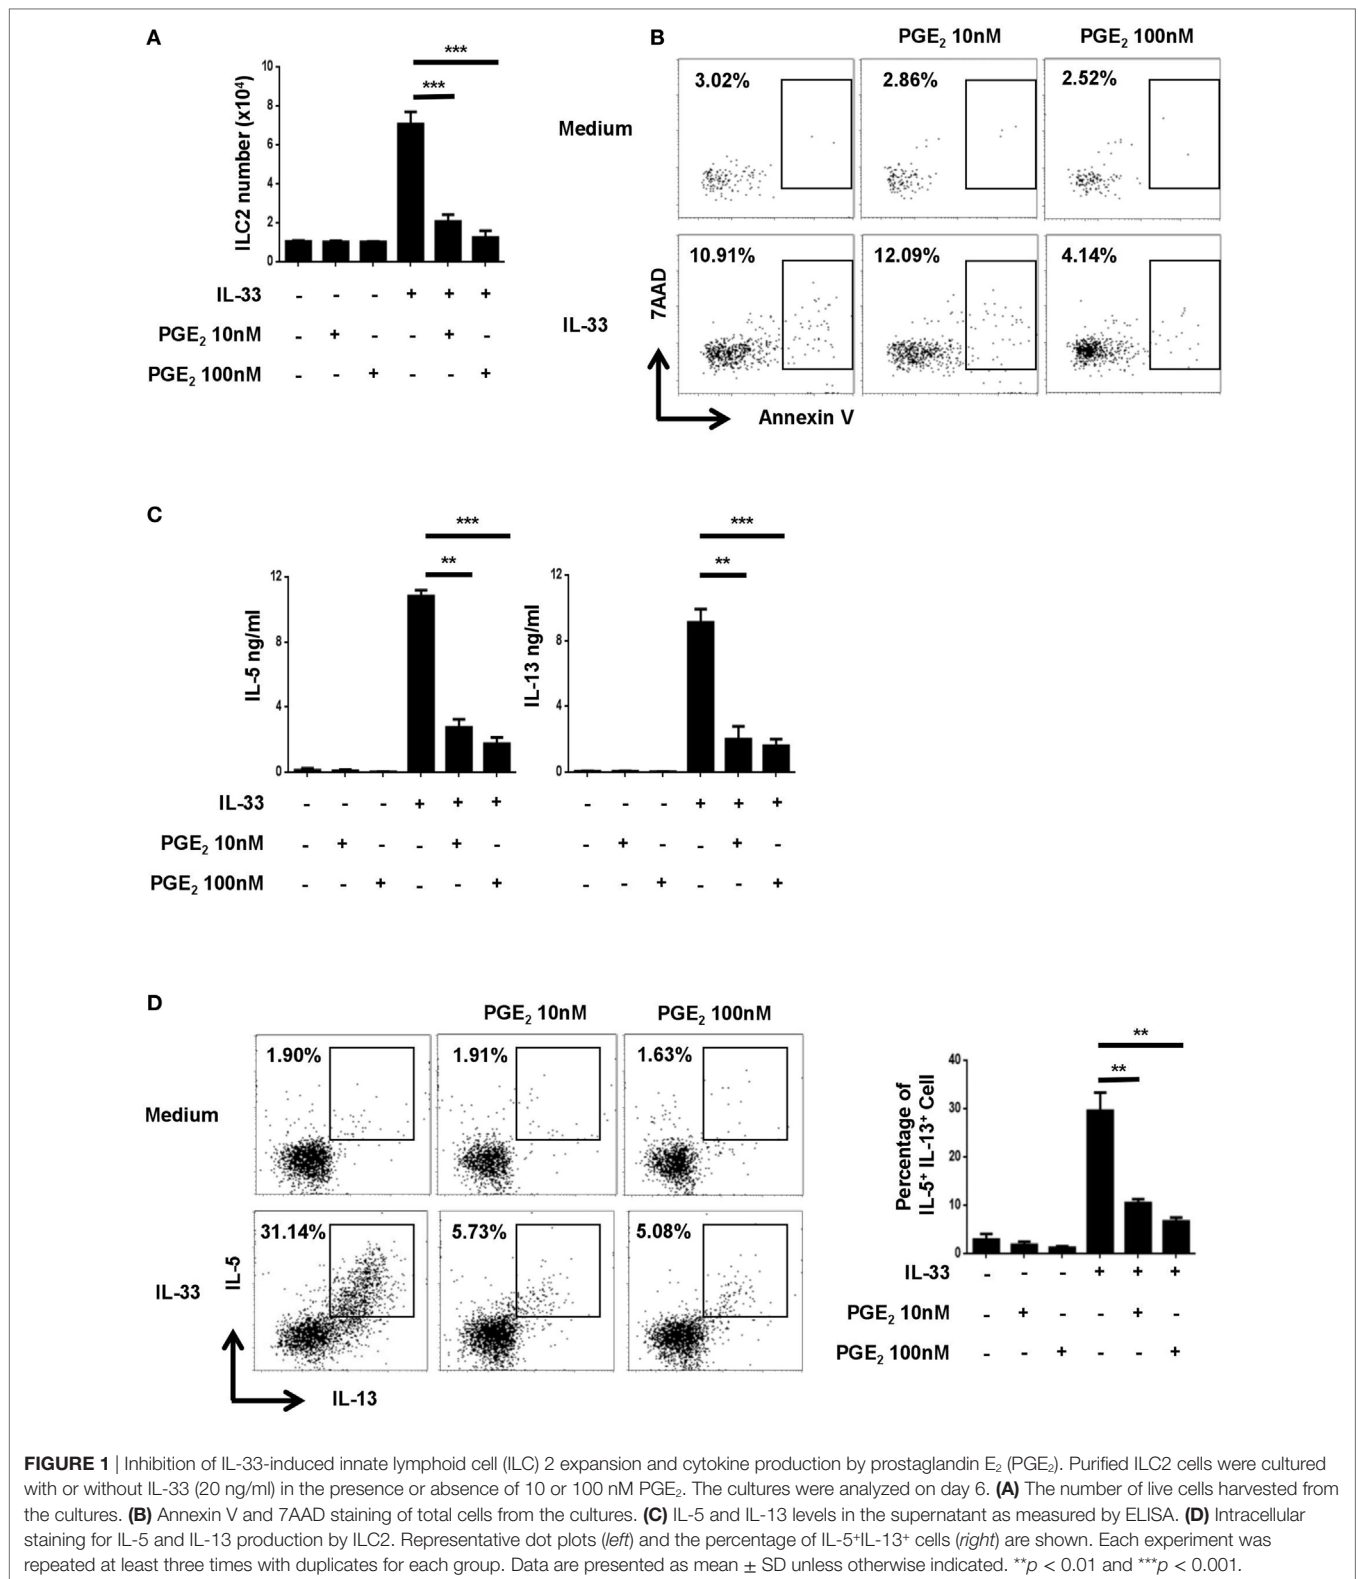 A
***
***
ILC2 number (x10⁴)
10
8
6
4
2
0
IL-33 - - - + + +
PGE₂ 10nM - + - - + -
PGE₂ 100nM - - + - - +
B
PGE₂ 10nM PGE₂ 100nM
Medium
3.02% 2.86% 2.52%
IL-33
10.91% 12.09% 4.14%
7AAD
Annexin V
C
***
**
IL-5 ng/ml
12
8
4
0
***
**
IL-13 ng/ml
12
8
4
0
IL-33 - - - + + + - - - + + +
PGE₂ 10nM - + - - + - - + - - + -
PGE₂ 100nM - - + - - + - - + - - +
D
PGE₂ 10nM PGE₂ 100nM
Medium
1.90% 1.91% 1.63%
IL-33
31.14% 5.73% 5.08%
IL-5
IL-13
**
**
Percentage of
IL-5⁺ IL-13⁺ Cell
40
30
20
10
0
IL-33 - - - + + +
PGE₂ 10nM - + - - + -
PGE₂ 100nM - - + - - +
FIGURE 1 | Inhibition of IL-33-induced innate lymphoid cell (ILC) 2 expansion and cytokine production by prostaglandin E₂ (PGE₂). Purified ILC2 cells were cultured
with or without IL-33 (20 ng/ml) in the presence or absence of 10 or 100 nM PGE₂. The cultures were analyzed on day 6. (A) The number of live cells harvested from
the cultures. (B) Annexin V and 7AAD staining of total cells from the cultures. (C) IL-5 and IL-13 levels in the supernatant as measured by ELISA. (D) Intracellular
staining for IL-5 and IL-13 production by ILC2. Representative dot plots (left) and the percentage of IL-5⁺IL-13⁺ cells (right) are shown. Each experiment was
repeated at least three times with duplicates for each group. Data are presented as mean ± SD unless otherwise indicated. **p < 0.01 and ***p < 0.001.